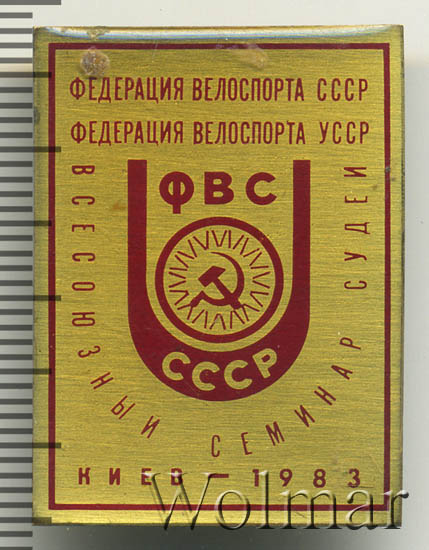 ФЕДЕРАЦИЯ ВЕЛОСПОРТА СССР
ФЕДЕРАЦИЯ ВЕЛОСПОРТА УССР
ВСЕСОЮЗНЫЙ СЕМИНАР СУДЕЙ
ФВС
СССР
КИЕВ – 1983
Wolmar